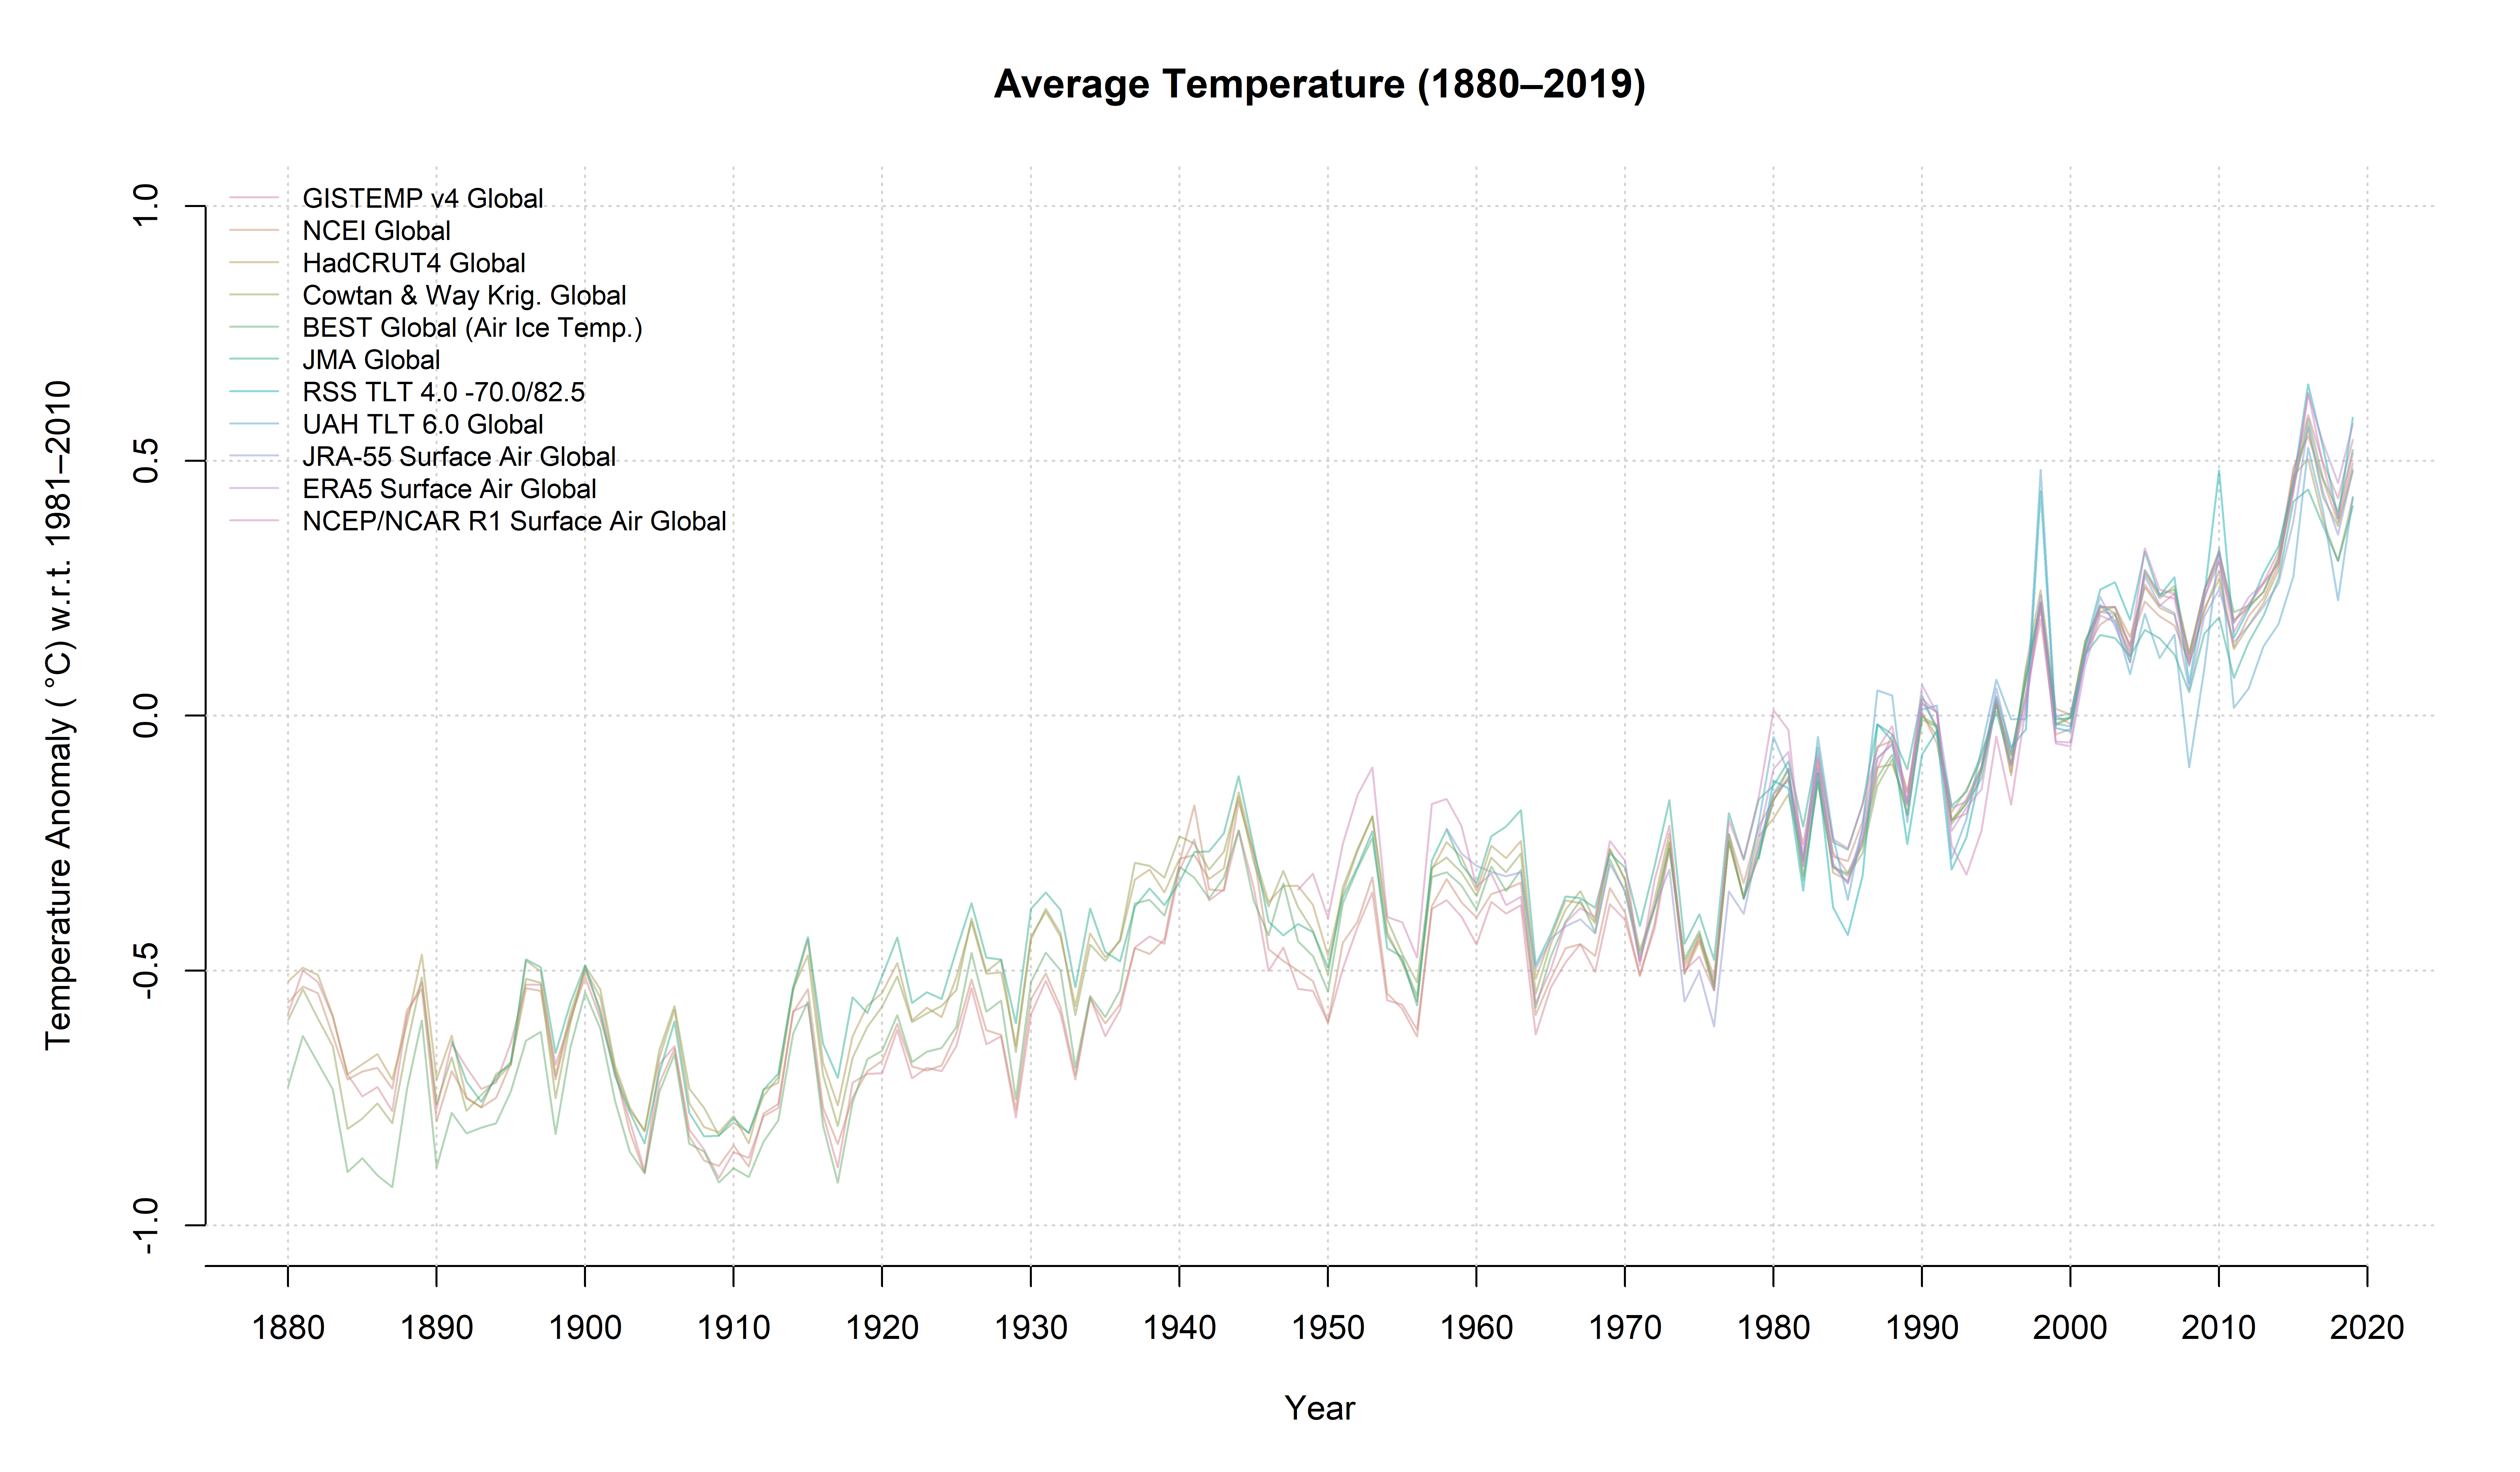 Average Temperature (1880–2019)
Temperature Anomaly ( °C) w.r.t. 1981–2010
1.0
0.5
0.0
-0.5
-1.0
GISTEMP v4 Global
NCEI Global
HadCRUT4 Global
Cowtan & Way Krig. Global
BEST Global (Air Ice Temp.)
JMA Global
RSS TLT 4.0 -70.0/82.5
UAH TLT 6.0 Global
JRA-55 Surface Air Global
ERA5 Surface Air Global
NCEP/NCAR R1 Surface Air Global
1880 1890 1900 1910 1920 1930 1940 1950 1960 1970 1980 1990 2000 2010 2020
Year